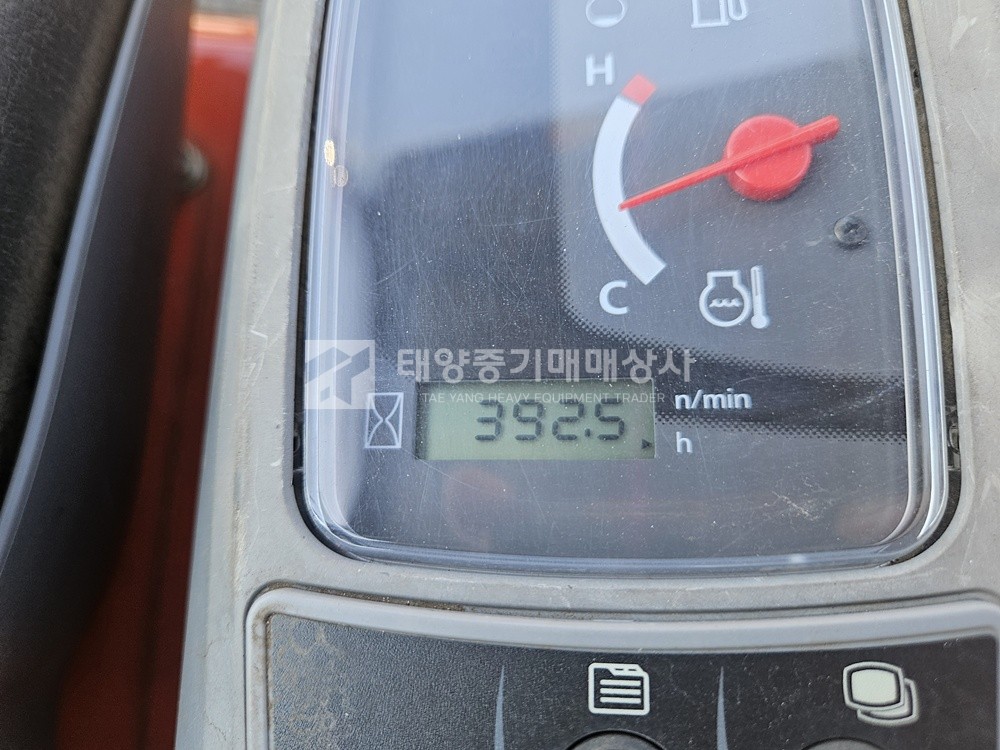 H
C
태양중기매매상사
TAE YANG HEAVY EQUIPMENT TRADER
n/min
392.5
h